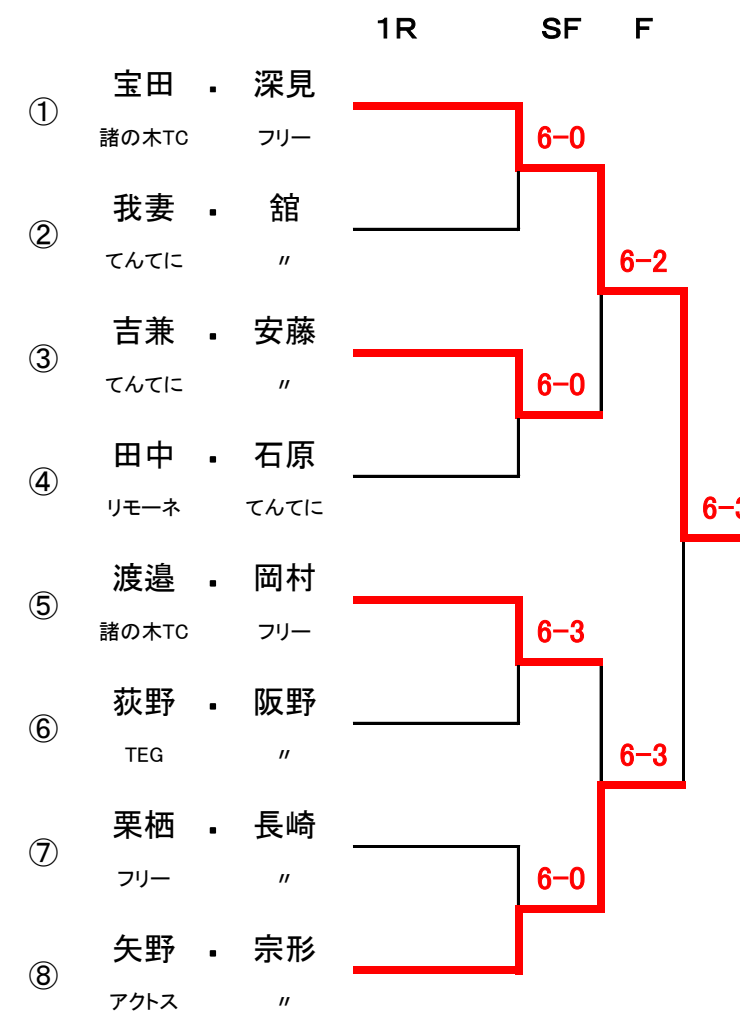 1R SF F
① 宝田 ・ 深見
諸の木TC フリー
6-0
② 我妻 ・ 舘
てんてに 〃
6-2
③ 吉兼 ・ 安藤
てんてに 〃
6-0
④ 田中 ・ 石原
リモーネ てんてに
6-3
⑤ 渡邉 ・ 岡村
諸の木TC フリー
6-3
⑥ 荻野 ・ 阪野
TEG 〃
6-3
⑦ 栗栖 ・ 長崎
フリー 〃
6-0
⑧ 矢野 ・ 宗形
アクトス 〃